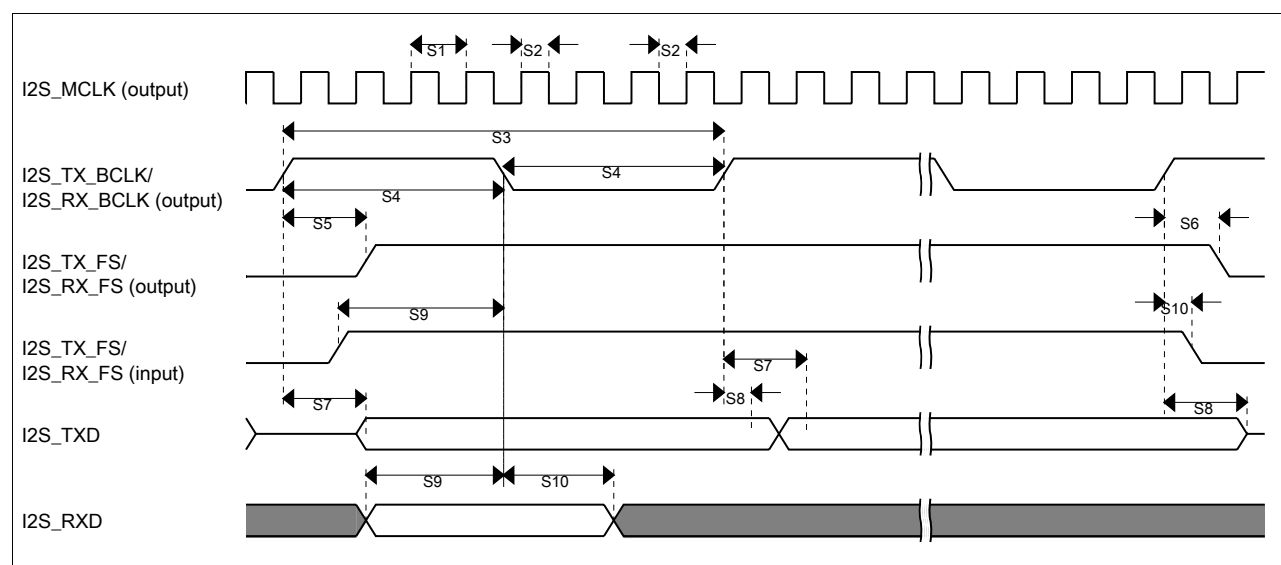 S1
S2
S2
I2S_MCLK (output)
S3
I2S_TX_BCLK/
I2S_RX_BCLK (output)
S4
S4
S5
S6
I2S_TX_FS/
I2S_RX_FS (output)
S9
S10
I2S_TX_FS/
I2S_RX_FS (input)
S7
S7
S8
S8
I2S_TXD
S9
S10
I2S_RXD